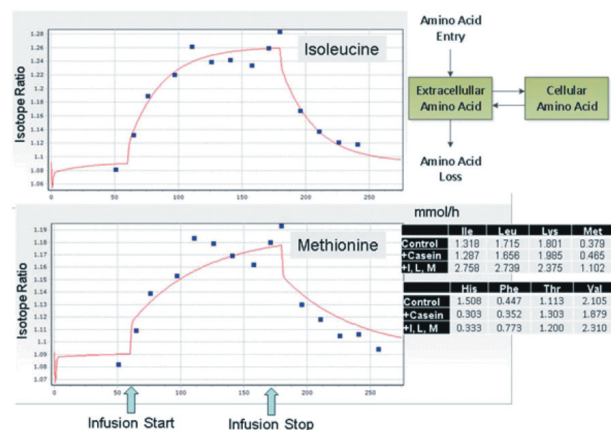 Isoleucine
Isotope Ratio
1.28
1.26
1.24
1.22
1.2
1.18
1.16
1.14
1.12
1.1
1.08
1.06
0 50 100 150 200 250
Amino Acid
Entry
Extracellullar
Amino Acid
Cellular
Amino Acid
Amino Acid
Loss
Methionine
Isotope Ratio
1.19
1.18
1.17
1.16
1.15
1.14
1.13
1.12
1.11
1.1
1.09
1.08
1.07
0 50 100 150 200 250
Infusion Start
Infusion Stop
mmol/h
Ile Leu Lys Met
Control 1.318 1.715 1.801 0.379
+Casein 1.287 1.656 1.985 0.465
+I, L, M 2.758 2.739 2.375 1.102
His Phe Thr Val
Control 1.508 0.447 1.113 2.105
+Casein 0.303 0.352 1.303 1.879
+I, L, M 0.333 0.773 1.200 2.310